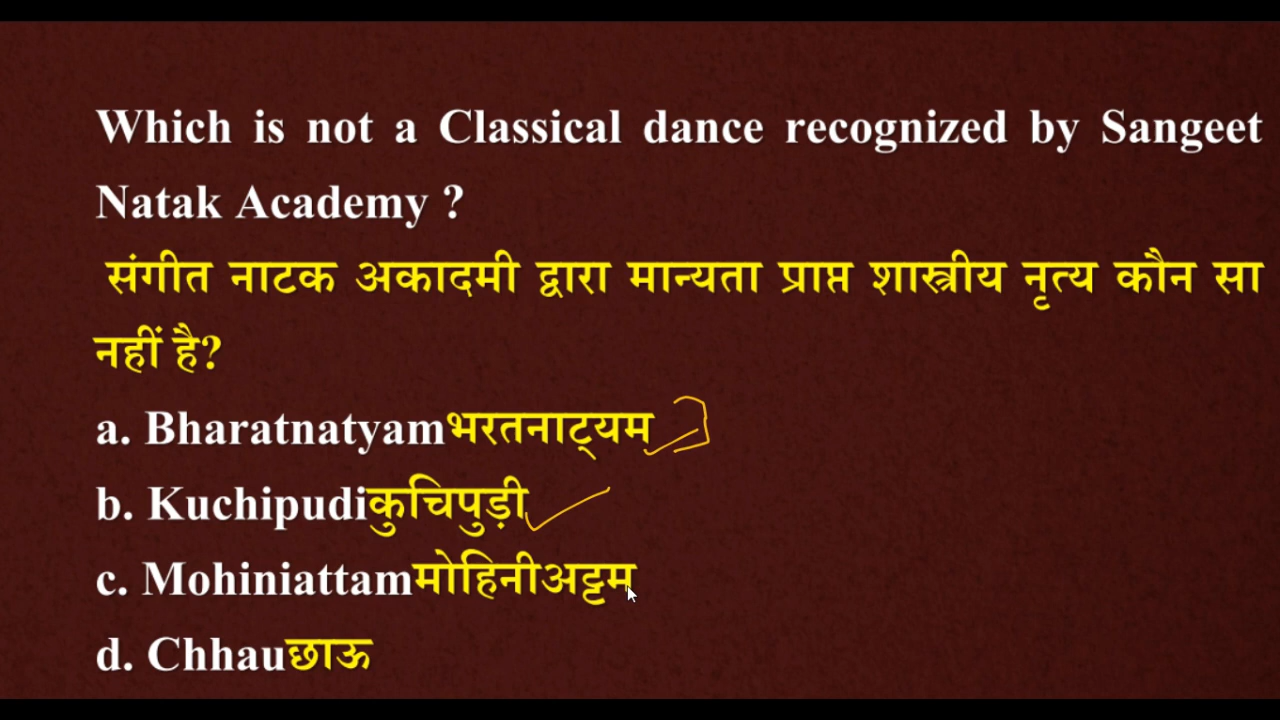 Which is not a Classical dance recognized by Sangeet
Natak Academy ?
संगीत नाटक अकादमी द्वारा मान्यता प्राप्त शास्त्रीय नृत्य कौन सा
नहीं है?
a. Bharatnatyamभरतनाट्यम
b. Kuchipudiकुचिपुड़ी
c. Mohiniattamमोहिनीअट्टम
d. Chhauछाऊ